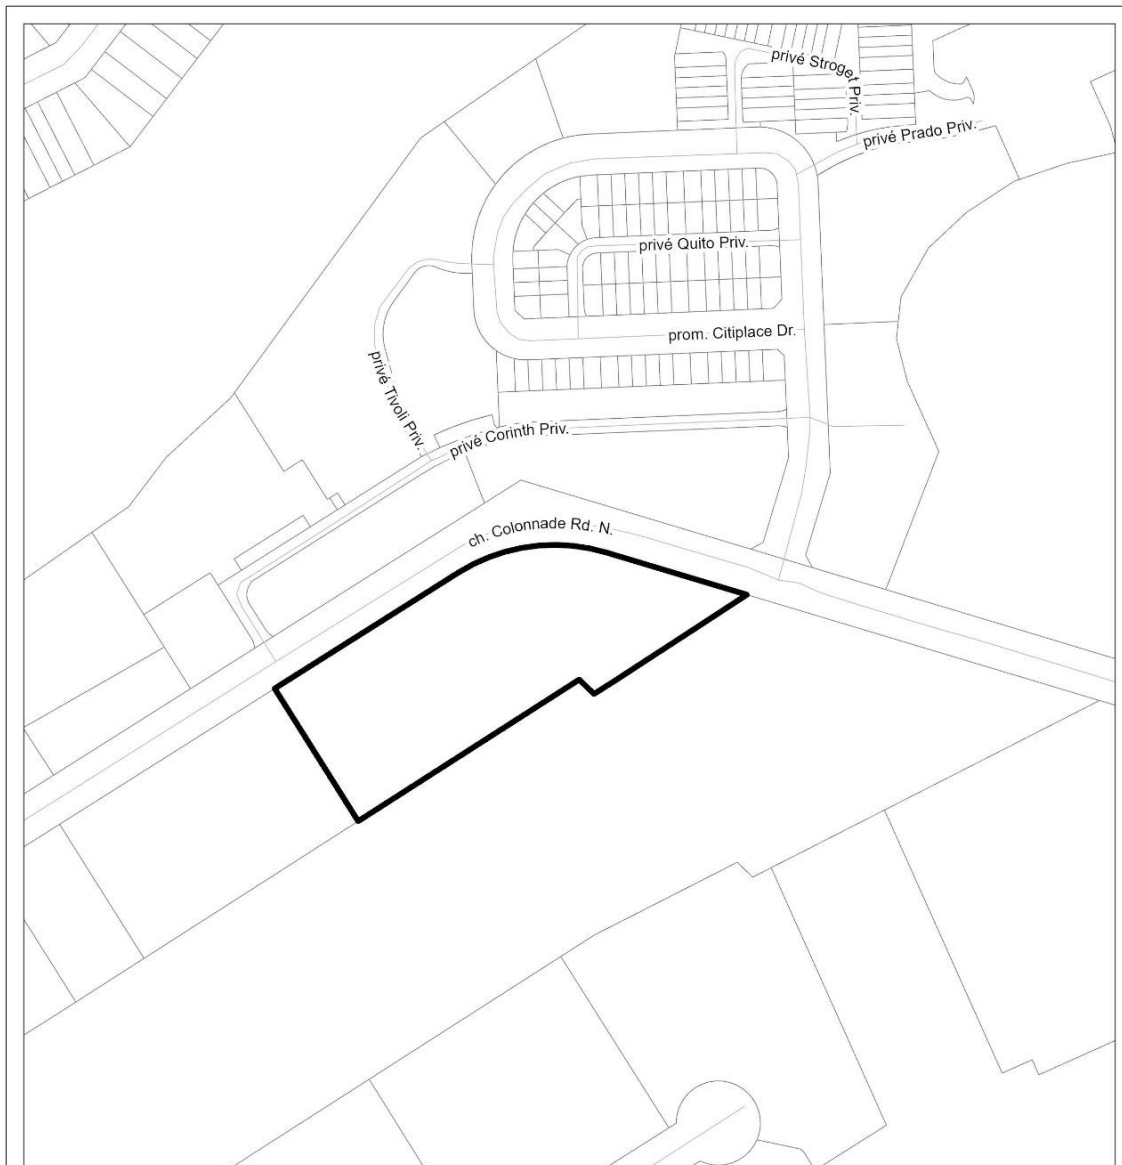 privé Stroget Priv.
privé Prado Priv.
privé Quito Priv.
prom. Citiplace Dr.
privé Tivoli Priv.
privé Corinth Priv.
ch. Colonnade Rd. N.